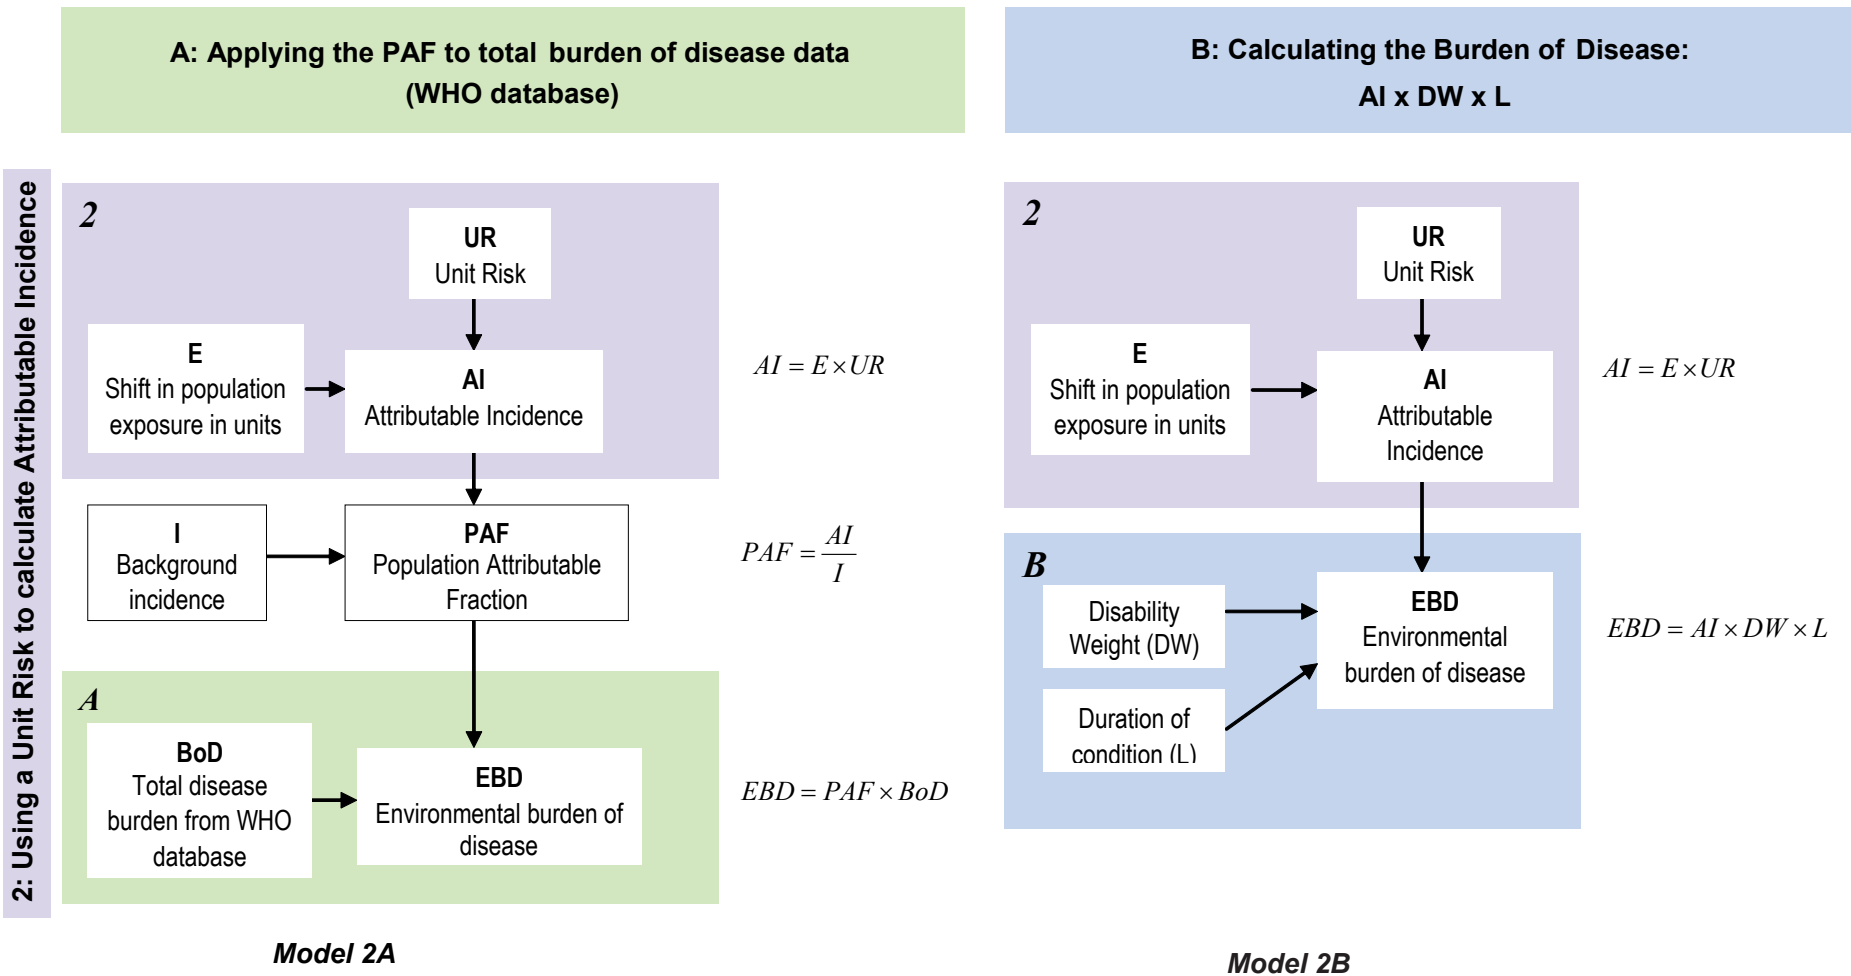 A: Applying the PAF to total burden of disease data
(WHO database)
B: Calculating the Burden of Disease:
AI x DW x L
2: Using a Unit Risk to calculate Attributable Incidence
2
UR
Unit Risk
E
Shift in population
exposure in units
AI
Attributable Incidence
AI = E × UR
I
Background
incidence
PAF
Population Attributable
Fraction
PAF = AI
I
A
BoD
Total disease
burden from WHO
database
EBD
Environmental burden of
disease
EBD = PAF × BoD
Model 2A
2
UR
Unit Risk
E
Shift in population
exposure in units
AI
Attributable
Incidence
AI = E × UR
B
Disability
Weight (DW)
Duration of
condition (L)
EBD
Environmental
burden of disease
EBD = AI × DW × L
Model 2B